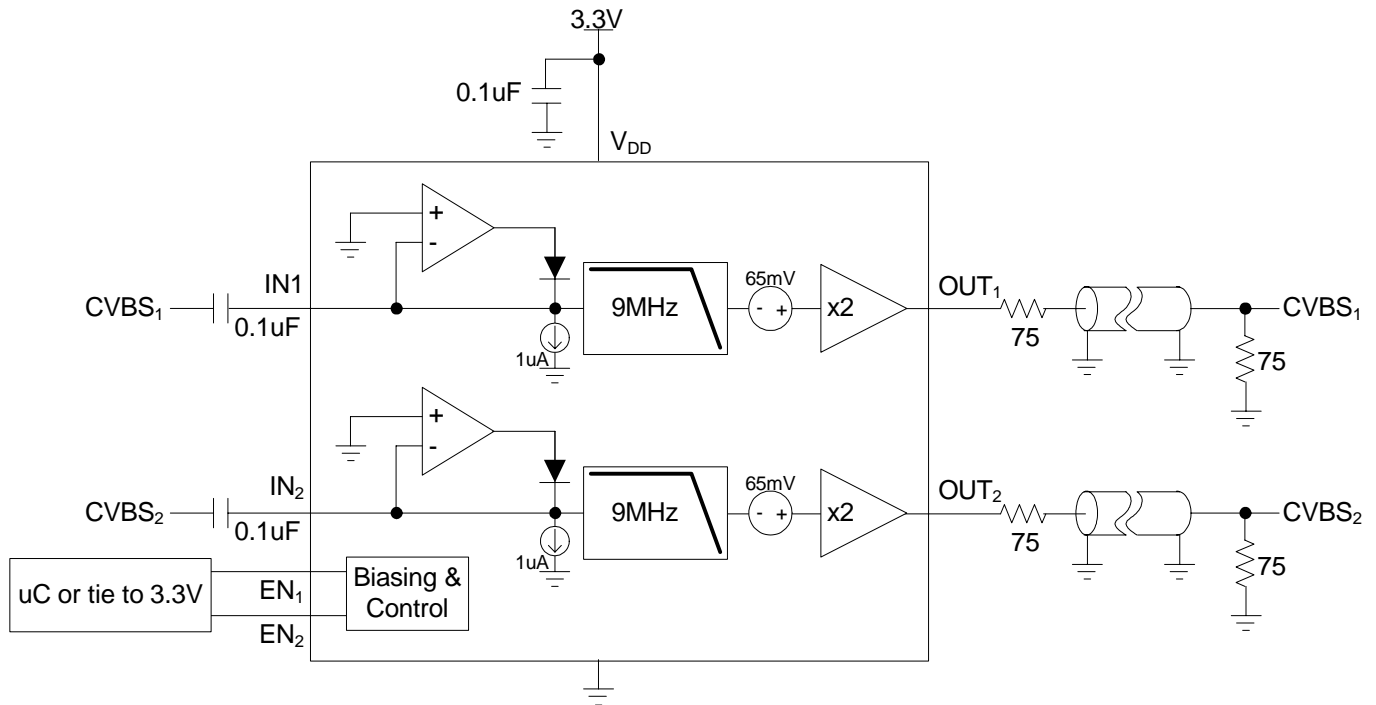 3.3V
0.1uF
V_DD
+
-
IN1
65mV
OUT₁
CVBS₁
0.1uF
9MHz
- +
x2
75
CVBS₁
1uA
75
+
-
IN₂
65mV
OUT₂
CVBS₂
0.1uF
9MHz
- +
x2
75
CVBS₂
1uA
75
uC or tie to 3.3V
EN₁
EN₂
Biasing &
Control